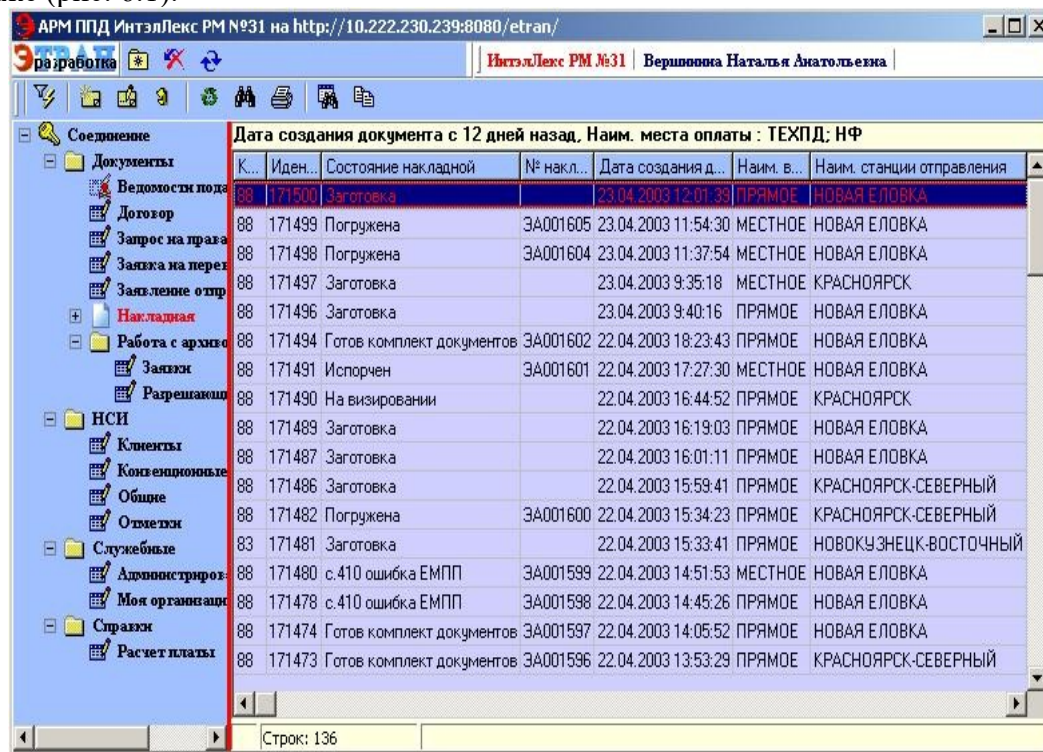 (рис. 6.1).
АРМ ППД ИнтэлЛекс РМ №31 на http://10.222.230.239:8080/etran/
ЭТРАН
разработка
ИнтэлЛекс РМ №31 Вершинина Наталья Анатольевна
Соединение
Документы
Ведомости пода
Договор
Запрос на права
Заявка на перев
Заявление отпр
Накладная
Работа с архиво
Заявки
Разрешающ
НСИ
Клиенты
Конвенционные
Общие
Отметки
Служебные
Администриров
Моя организаци
Справки
Расчет платы
Дата создания документа с 12 дней назад, Наим. места оплаты : ТЕХПД; НФ
К... Иден... Состояние накладной № накл... Дата создания д... Наим. в... Наим. станции отправления
88 171500 Заготовка 23.04.2003 12:01:39 ПРЯМОЕ НОВАЯ ЕЛОВКА
88 171499 Погружена ЭА001605 23.04.2003 11:54:30 МЕСТНОЕ НОВАЯ ЕЛОВКА
88 171498 Погружена ЭА001604 23.04.2003 11:37:54 МЕСТНОЕ НОВАЯ ЕЛОВКА
88 171497 Заготовка 23.04.2003 9:35:18 МЕСТНОЕ КРАСНОЯРСК
88 171496 Заготовка 23.04.2003 9:40:16 ПРЯМОЕ НОВАЯ ЕЛОВКА
88 171494 Готов комплект документов ЭА001602 22.04.2003 18:23:43 ПРЯМОЕ НОВАЯ ЕЛОВКА
88 171491 Испорчен ЭА001601 22.04.2003 17:27:30 МЕСТНОЕ НОВАЯ ЕЛОВКА
88 171490 На визировании 22.04.2003 16:44:52 ПРЯМОЕ КРАСНОЯРСК
88 171489 Заготовка 22.04.2003 16:19:03 ПРЯМОЕ НОВАЯ ЕЛОВКА
88 171487 Заготовка 22.04.2003 16:01:11 ПРЯМОЕ НОВАЯ ЕЛОВКА
88 171486 Заготовка 22.04.2003 15:59:41 ПРЯМОЕ КРАСНОЯРСК-СЕВЕРНЫЙ
88 171482 Погружена ЭА001600 22.04.2003 15:34:23 ПРЯМОЕ КРАСНОЯРСК-СЕВЕРНЫЙ
83 171481 Заготовка 22.04.2003 15:33:41 ПРЯМОЕ НОВОКУЗНЕЦК-ВОСТОЧНЫЙ
88 171480 с.410 ошибка ЕМПП ЭА001599 22.04.2003 14:51:53 МЕСТНОЕ НОВАЯ ЕЛОВКА
88 171478 с.410 ошибка ЕМПП ЭА001598 22.04.2003 14:45:26 ПРЯМОЕ НОВАЯ ЕЛОВКА
88 171474 Готов комплект документов ЭА001597 22.04.2003 14:05:52 ПРЯМОЕ НОВАЯ ЕЛОВКА
88 171473 Готов комплект документов ЭА001596 22.04.2003 13:53:29 ПРЯМОЕ КРАСНОЯРСК-СЕВЕРНЫЙ
Строк: 136